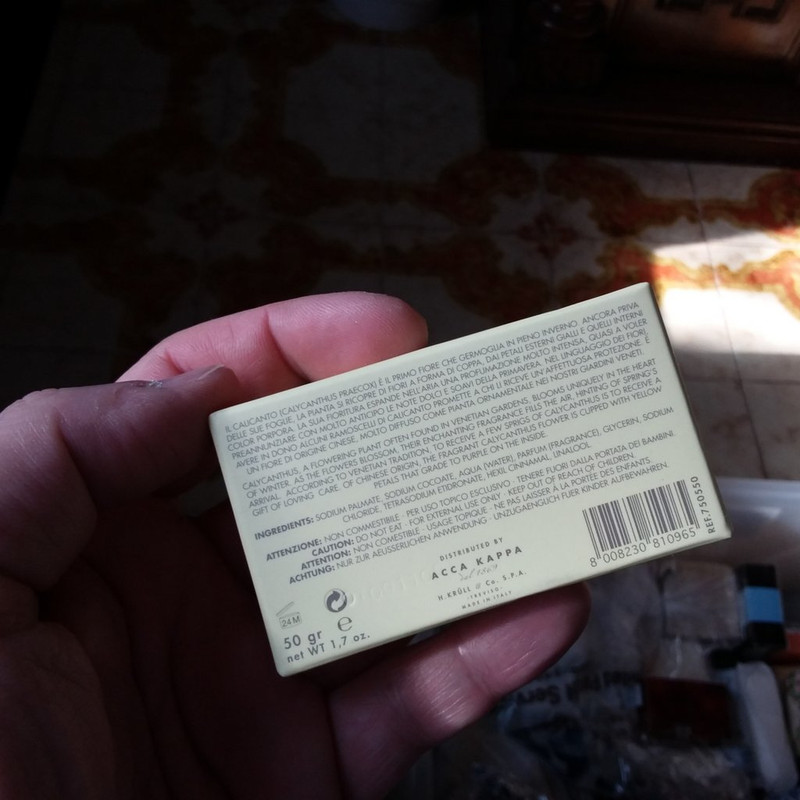 IL CALICANTO (CALYCANTHUS PRAECOX) È IL PRIMO FIORE CHE GERMOGLIA IN PIENO INVERNO. ANCORA PRIVA
DELLE SUE FOGLIE, LA PIANTA SI RICOPRE DI FIORI A FORMA DI COPPA, DAI PETALI ESTERNI GIALLI E QUELLI INTERNI
COLOR PORPORA. LA SUA FIORITURA ESPANDE NELL'ARIA UNA PROFUMAZIONE MOLTO INTENSA, QUASI A VOLER
PREANNUNZIARE CON MOLTO ANTICIPO LE NOTE DOLCI E SOAVI DELLA PRIMAVERA. NEL LINGUAGGIO DEI FIORI,
AVERE IN DONO ALCUNI RAMOSCELLI DI CALICANTO PROMETTE A CHI LI RICEVE UN AFFETTUOSA PROTEZIONE. È
UN FIORE DI ORIGINE CINESE, MOLTO DIFFUSO COME PIANTA ORNAMENTALE NEI NOSTRI GIARDINI VENETI.
CALYCANTHUS, A FLOWERING PLANT OFTEN FOUND IN VENETIAN GARDENS, BLOOMS UNIQUELY IN THE HEART
OF WINTER. AS THE FLOWERS BLOSSOM, THEIR ENCHANTING FRAGRANCE FILLS THE AIR, HINTING OF SPRING'S
ARRIVAL. ACCORDING TO VENETIAN TRADITION, TO RECEIVE A FEW SPRIGS OF CALYCANTHUS IS TO RECEIVE A
GIFT OF LOVING CARE. OF CHINESE ORIGIN, THE FRAGRANT CALYCANTHUS FLOWER IS CUPPED WITH YELLOW
PETALS THAT GRADE TO PURPLE ON THE INSIDE.
INGREDIENTS: SODIUM PALMATE, SODIUM COCOATE, AQUA (WATER), PARFUM (FRAGRANCE), GLYCERIN, SODIUM
CHLORIDE, TETRASODIUM ETIDRONATE, HEXIL CINNAMAL, LINALOOL.
ATTENZIONE: NON COMMESTIBILE · PER USO TOPICO ESCLUSIVO · TENERE FUORI DALLA PORTATA DEI BAMBINI.
CAUTION: DO NOT EAT · FOR EXTERNAL USE ONLY · KEEP OUT OF REACH OF CHILDREN.
ATTENTION: NON COMESTIBLE · USAGE TOPIQUE · NE PAS LAISSER À LA PORTÉE DES ENFANTS.
ACHTUNG: NUR ZUR AEUSSERLICHEN ANWENDUNG · UNZUGAENGLICH FUER KINDER AUFBEWAHREN.
DISTRIBUTED BY
ACCA KAPPA
dal 1869
H. KRÜLL & Co. S.P.A.
-TREVISO-
MADE IN ITALY
24M
e
50 gr
net WT 1,7 oz.
8 008230 810965
REF. 750550